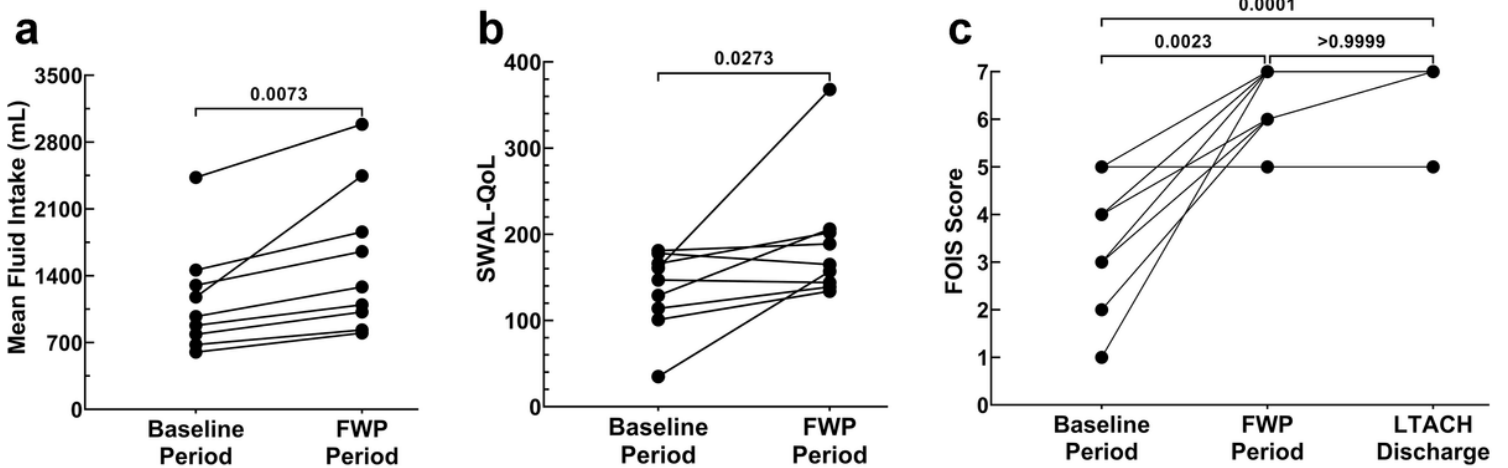 a
0.0073
3500
2800
2100
1400
700
0
Mean Fluid Intake (mL)
Baseline
Period
FWP
Period
b
0.0273
400
300
200
100
0
SWAL-QoL
Baseline
Period
FWP
Period
c
0.0001
0.0023
>0.9999
7
6
5
4
3
2
1
0
FOIS Score
Baseline
Period
FWP
Period
LTACH
Discharge